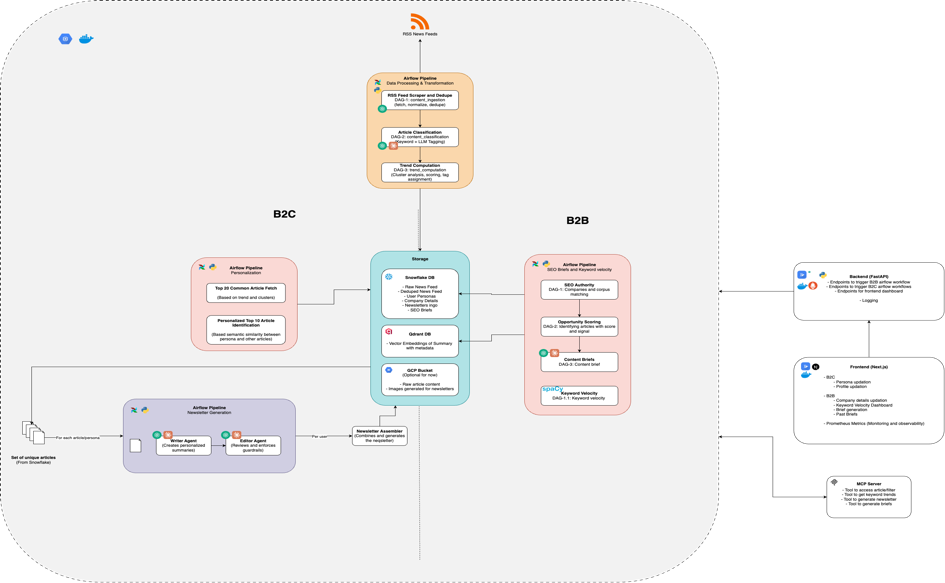 RSS News Feeds
Airflow Pipeline
Data Processing & Transformation
RSS Feed Scraper and Dedupe
DAG-1: content_ingestion
(fetch, normalize, dedupe)
Article Classification
DAG-2: content_classification
(Keyword + LLM Tagging)
Trend Computation
DAG-3: trend_computation
(Cluster analysis, scoring, tag
assignment)
B2C
B2B
Airflow Pipeline
Personalization
Top 20 Common Article Fetch
(Based on trend and clusters)
Personalized Top 10 Article
Identification
(Based semantic similarity between
persona and other articles)
Storage
Snowflake DB
- Raw News Feed
- Deduped News Feed
- User Personas
- Company Details
- Newsletters ingo
- SEO Briefs
Qdrant DB
- Vector Embeddings of Summary
with metadata
GCP Bucket
(Optional for now)
- Raw article content
- Images generated for newsletters
Airflow Pipeline
SEO Briefs and Keyword velocity
SEO Authority
DAG-1: Companies and corpus
matching
Opportunity Scoring
DAG-2: Identifying articles with score
and signal
Content Briefs
DAG-3: Content brief
spaCy
Keyword Velocity
DAG-1.1: Keyword velocity
Backend (FastAPI)
- Endpoints to trigger B2B airflow workflow
- Endpoints to trigger B2C airflow workflows
- Endpoints for frontend dashboard
- Logging
Frontend (Next.js)
- B2C
- Persona updation
- Profile updation
- B2B
- Company details updation
- Keyword Velocity Dashboard
- Brief generation
- Past Briefs
- Prometheus Metrics (Monitoring and observability)
MCP Server
- Tool to access article/filter
- Tool to get keyword trends
- Tool to generate newsletter
- Tool to generate briefs
Set of unique articles
(From Snowflake)
For each article/persons
Airflow Pipeline
Newsletter Generation
Writer Agent
(Creates personalized
summaries)
Editor Agent
(Reviews and enforces
guardrails)
Per user
Newsletter Assembler
(Combines and generates
the nepsletter)